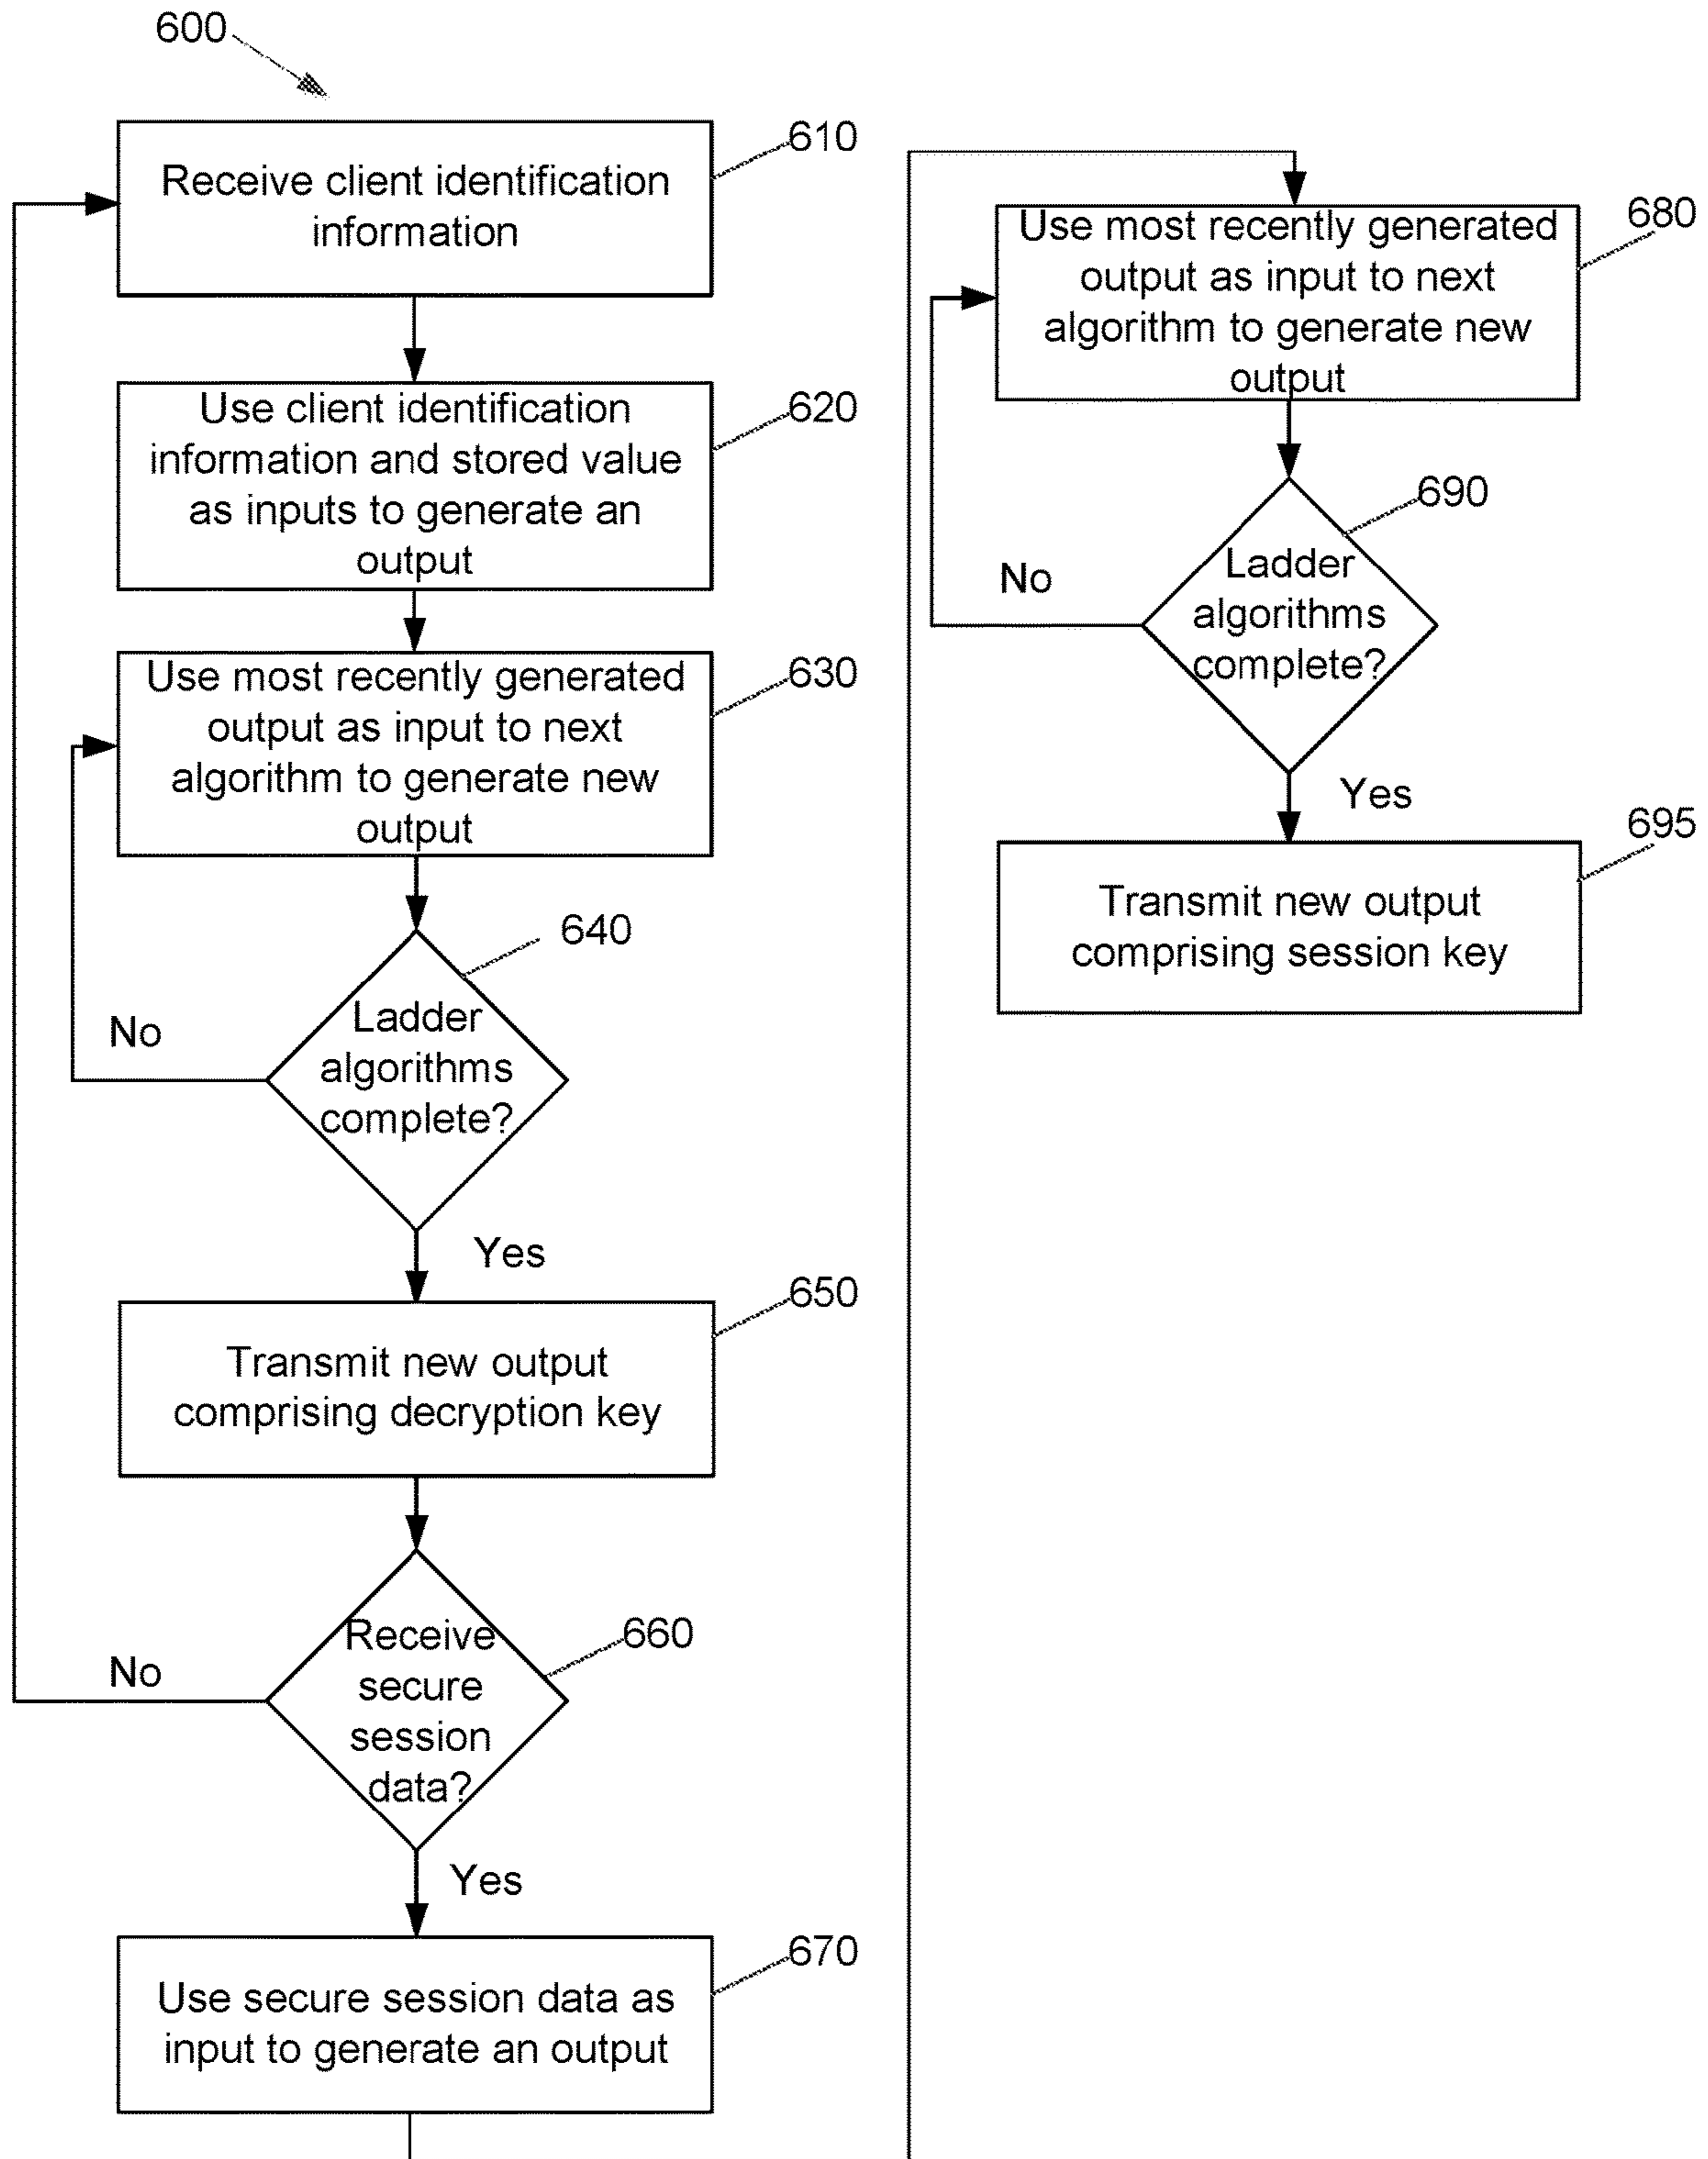 600
610
Receive client identification
information
620
Use client identification
information and stored value
as inputs to generate an
output
630
Use most recently generated
output as input to next
algorithm to generate new
output
640
Ladder
algorithms
complete?
No
Yes
650
Transmit new output
comprising decryption key
660
Receive
secure
session
data?
No
Yes
670
Use secure session data as
input to generate an output
680
Use most recently generated
output as input to next
algorithm to generate new
output
690
Ladder
algorithms
complete?
No
Yes
695
Transmit new output
comprising session key